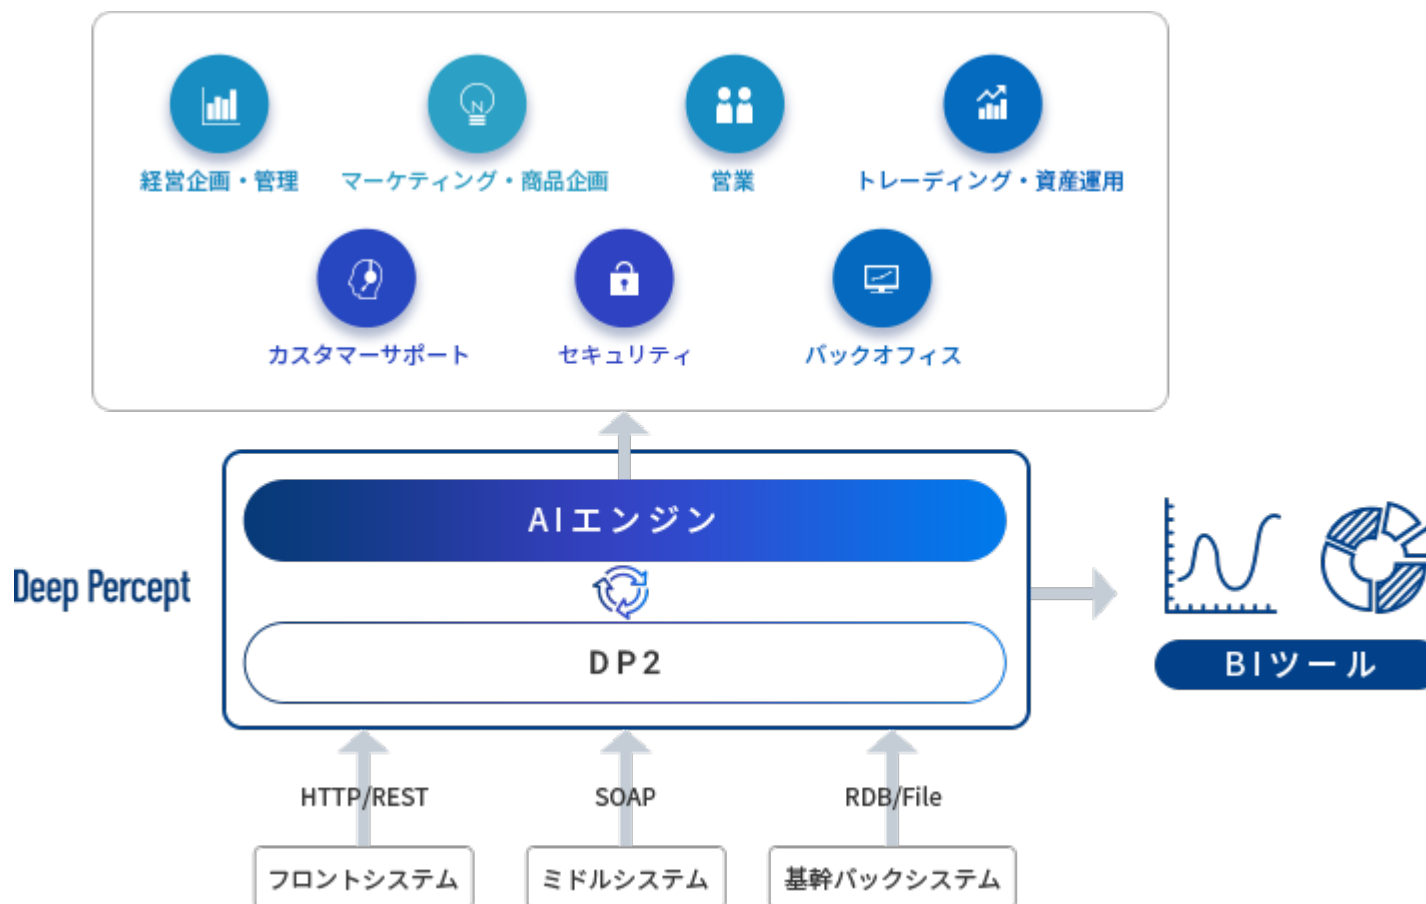 経営企画・管理
マーケティング・商品企画
営業
トレーディング・資産運用
カスタマーサポート
セキュリティ
バックオフィス
AIエンジン
Deep Percept
DP2
BIツール
HTTP/REST
SOAP
RDB/File
フロントシステム
ミドルシステム
基幹バックシステム